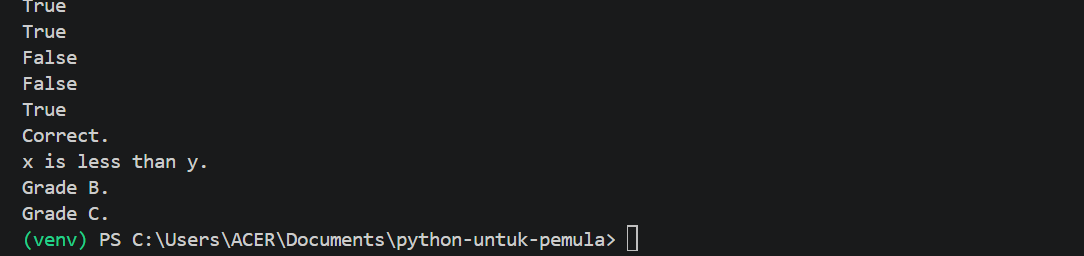 True
True
False
False
True
Correct.
x is less than y.
Grade B.
Grade C.
(venv) PS C:\Users\ACER\Documents\python-untuk-pemula>